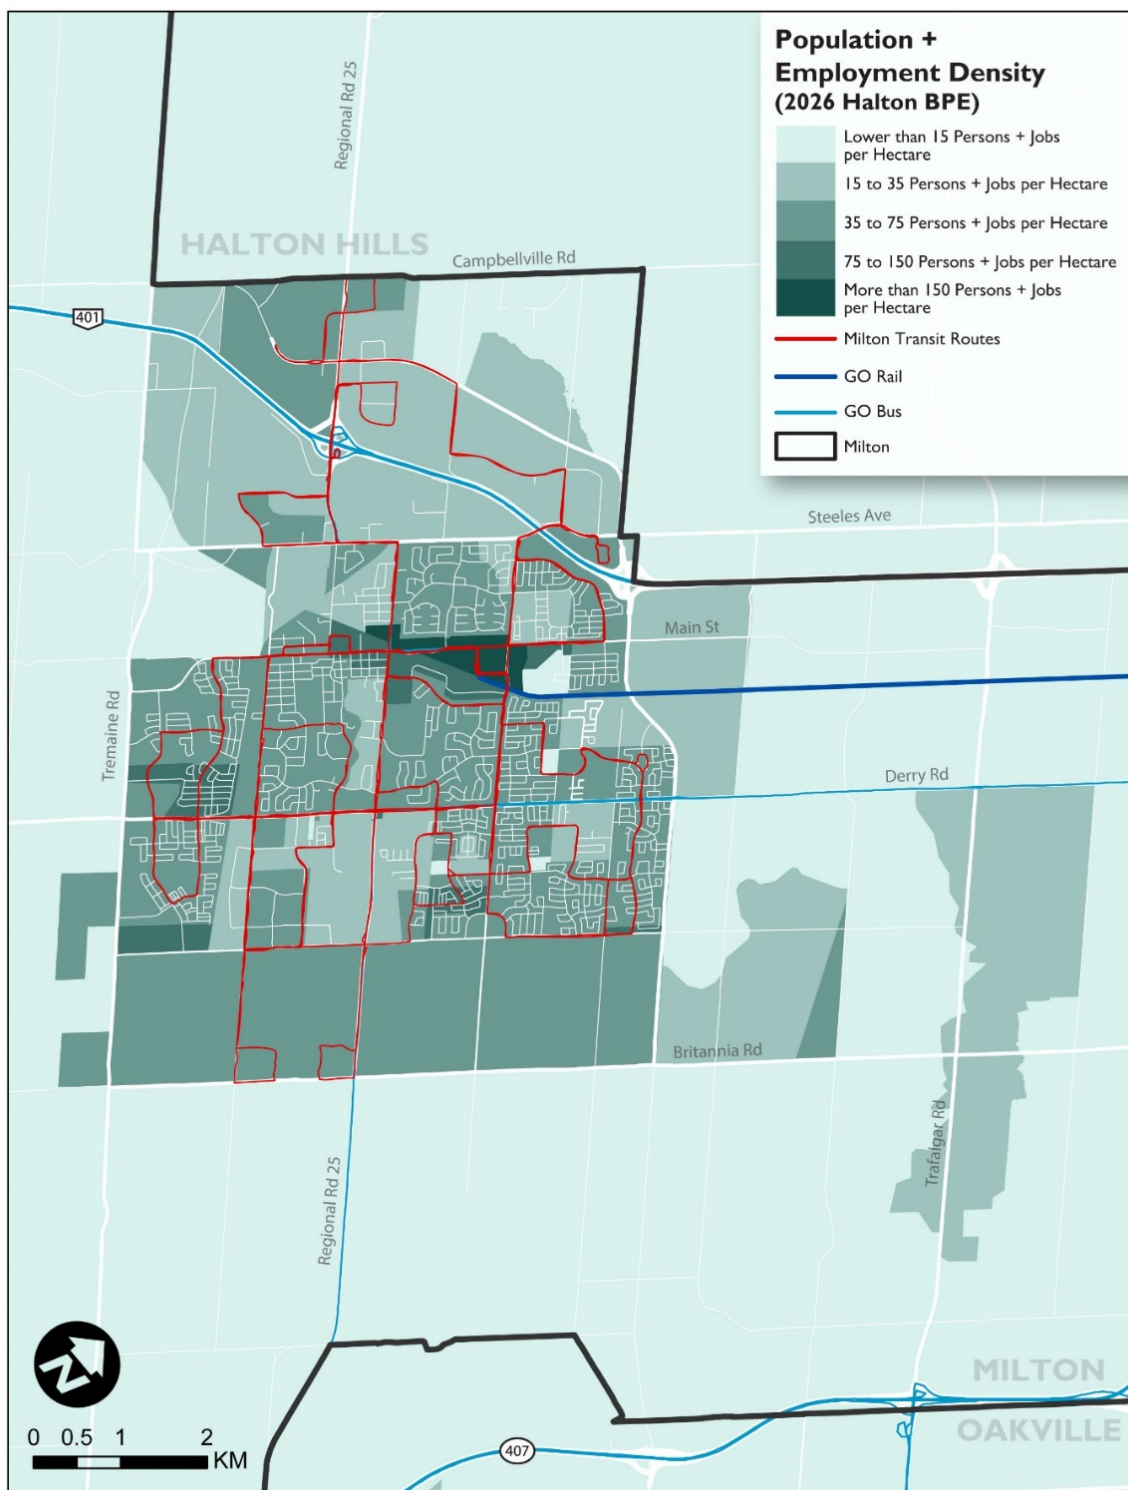 Population +
Employment Density
(2026 Halton BPE)
Lower than 15 Persons + Jobs
per Hectare
15 to 35 Persons + Jobs per Hectare
35 to 75 Persons + Jobs per Hectare
75 to 150 Persons + Jobs per Hectare
More than 150 Persons + Jobs
per Hectare
Milton Transit Routes
GO Rail
GO Bus
Milton
Regional Rd 25
HALTON HILLS
Campbellville Rd
401
Steeles Ave
Main St
Tremaine Rd
Derry Rd
Britannia Rd
Trafalgar Rd
Regional Rd 25
N
MILTON
OAKVILLE
407
0 0.5 1 2
KM